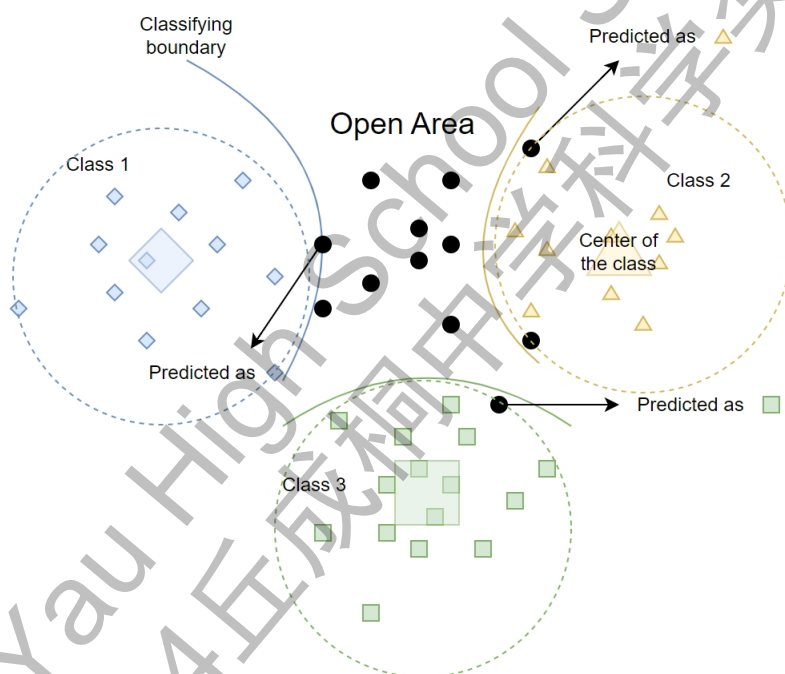 Classifying
boundary
Predicted as
Open Area
Class 1
Class 2
Center of
the class
Predicted as
Predicted as
Class 3
Yau High School S
4丘成桐中学科学奖